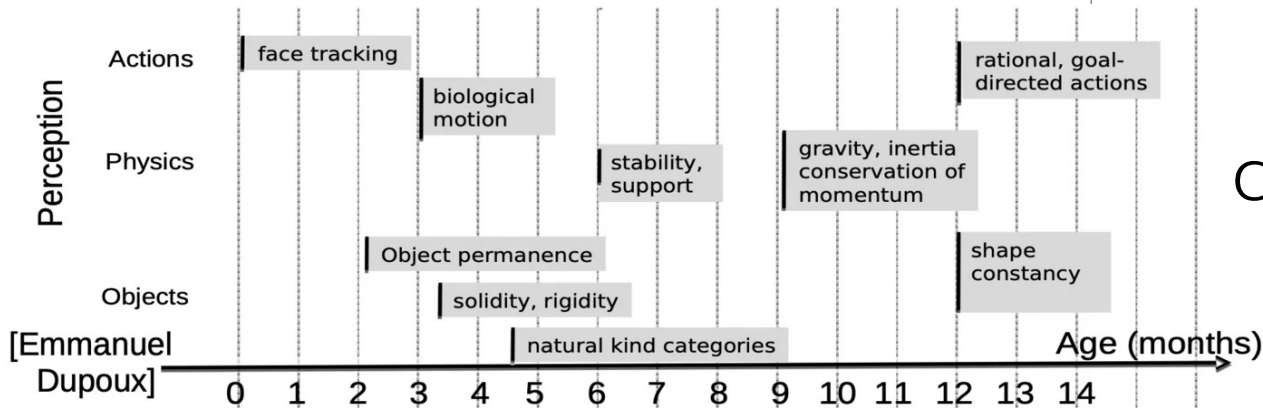 Actions
face tracking
rational, goal-
directed actions
biological
motion
Perception
Physics
stability,
support
gravity, inertia
conservation of
momentum
Object permanence
shape
constancy
Objects
solidity, rigidity
natural kind categories
[Emmanuel
Dupoux]
Age (months)
0 1 2 3 4 5 6 7 8 9 10 11 12 13 14